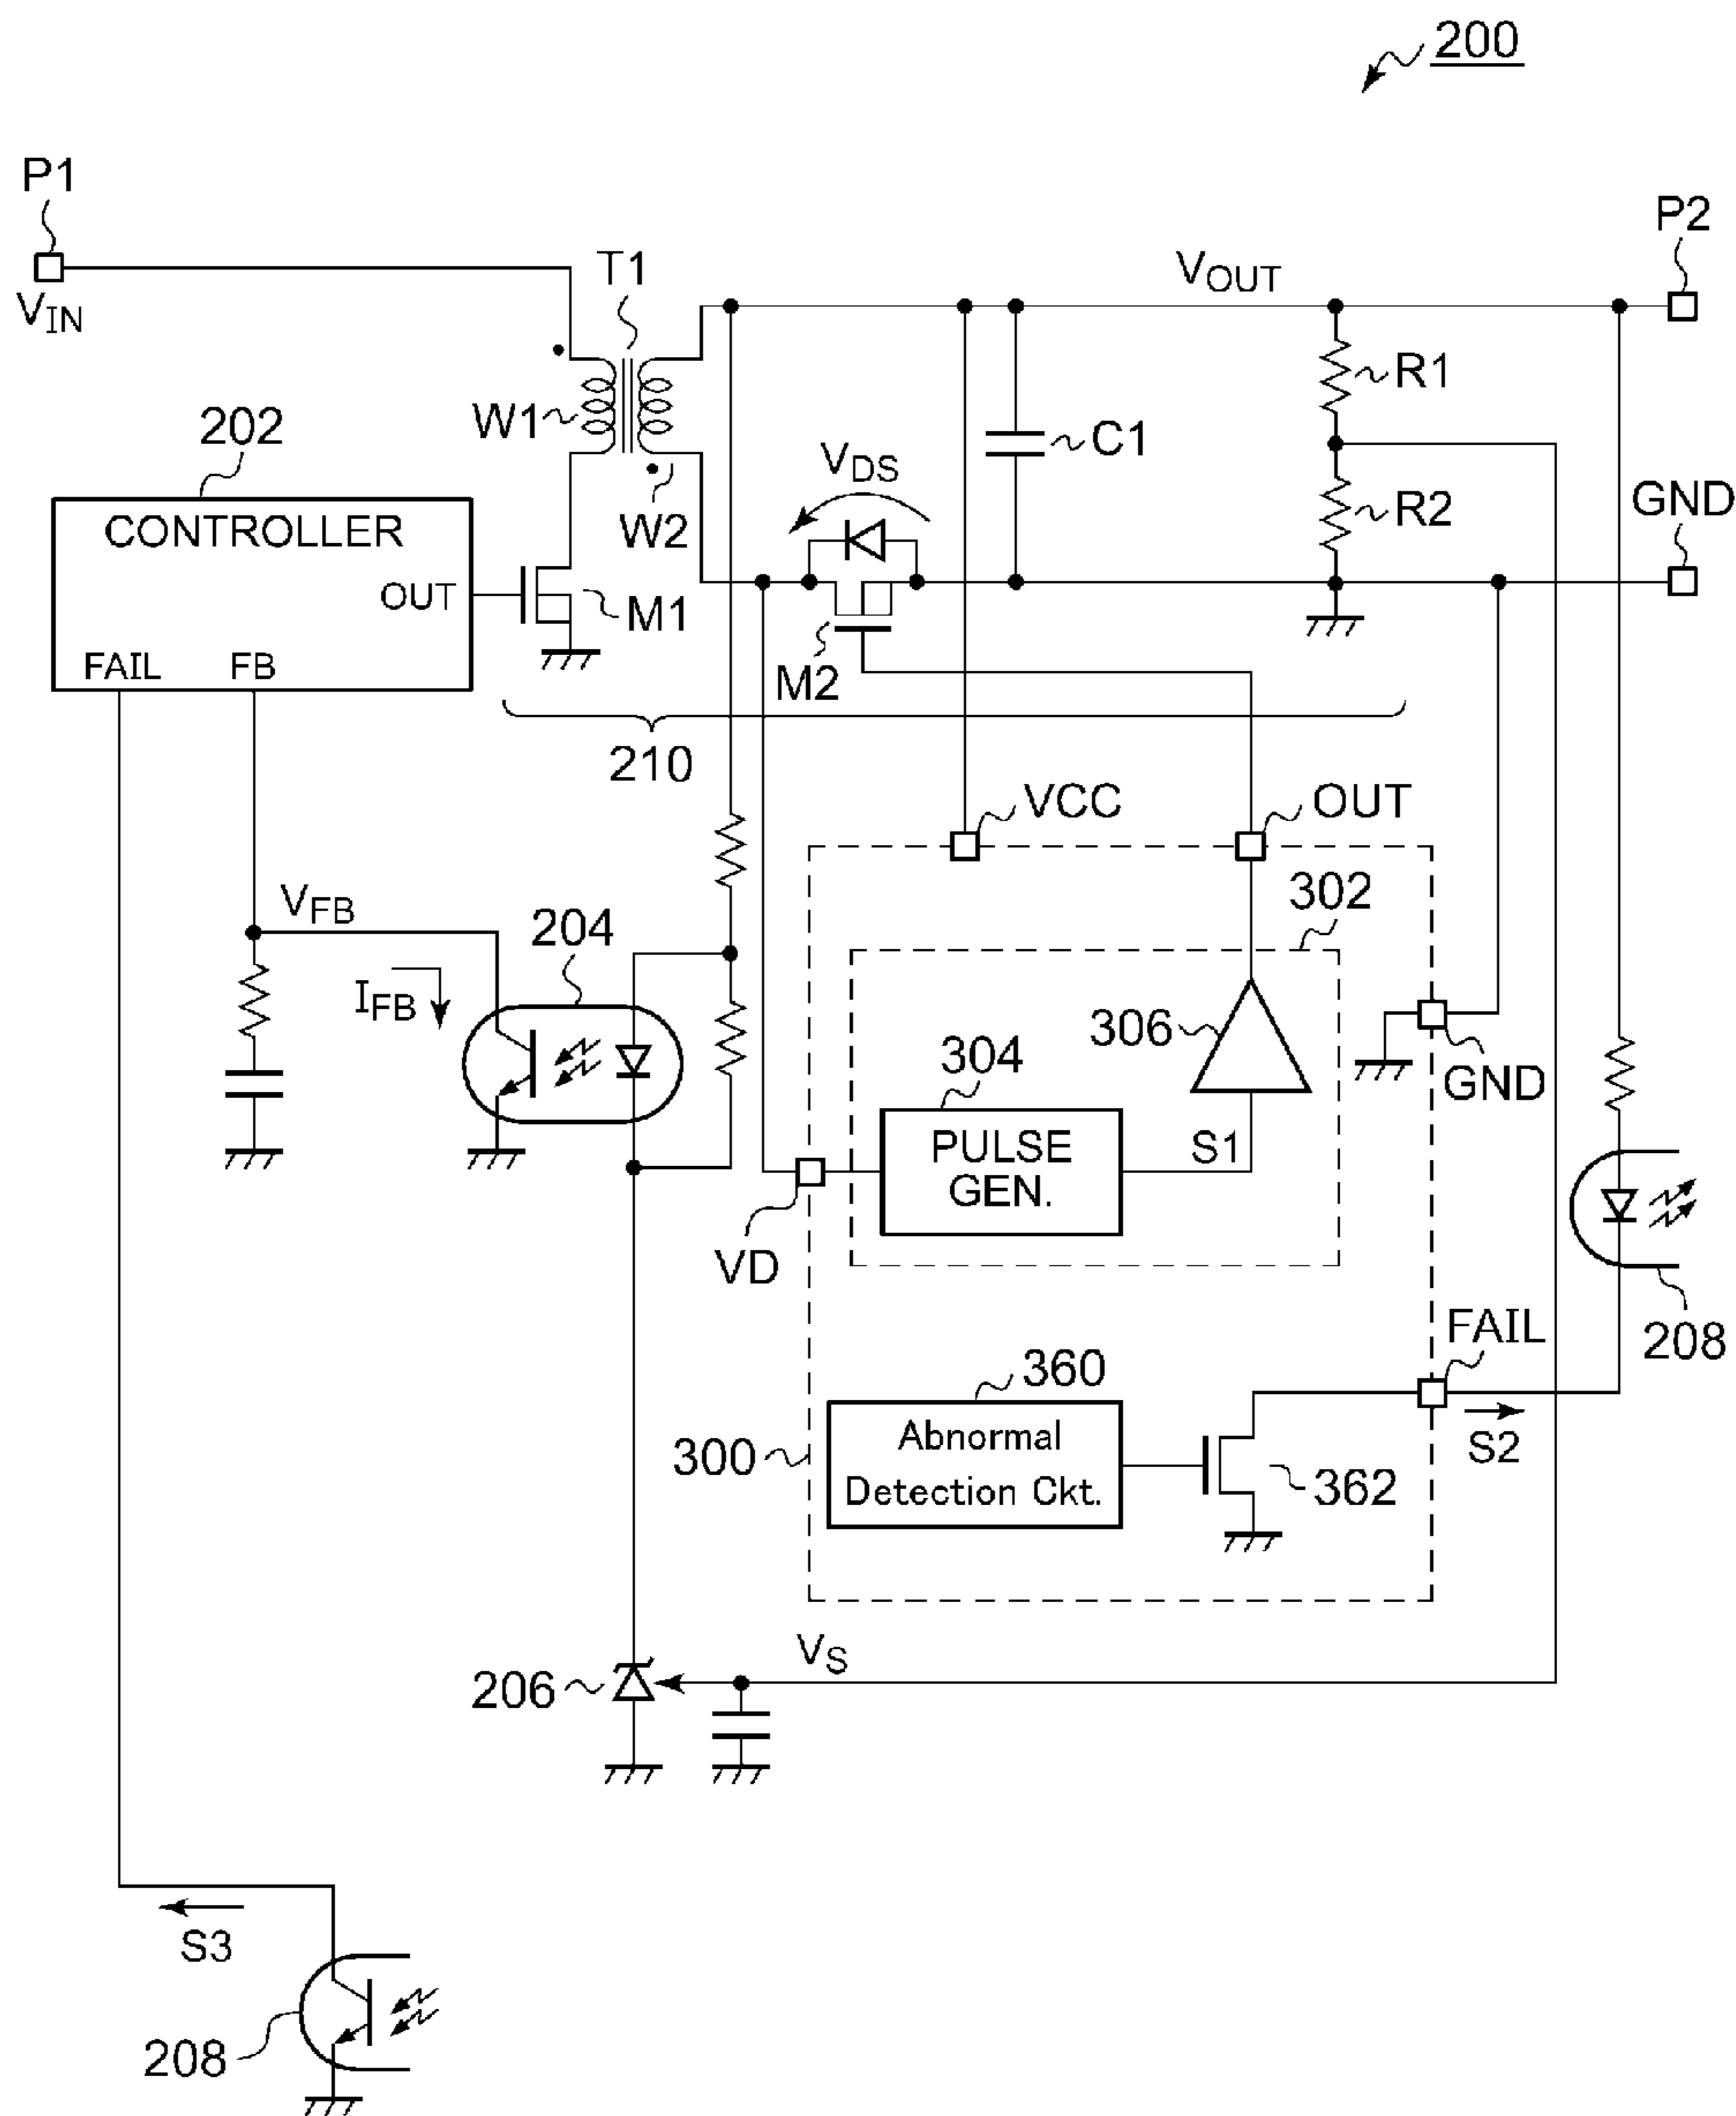 200
P1
P2
VIN
T1
VOUT
R1
W1
202
C1
VDS
GND
CONTROLLER
W2
R2
OUT
M1
FAIL
FB
M2
210
VCC
OUT
302
VFB
204
IFB
306
304
GND
PULSE
GEN.
S1
VD
FAIL
208
360
Abnormal
Detection Ckt.
300
S2
362
VS
206
S3
208